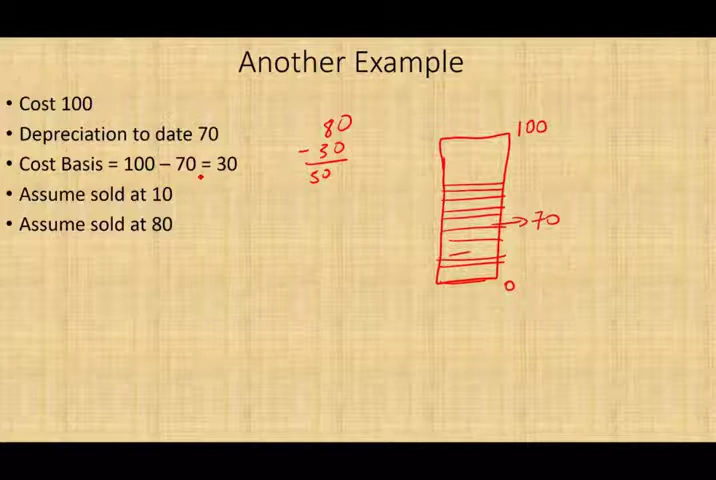 Another Example
• Cost 100
• Depreciation to date 70
• Cost Basis = 100 – 70 = 30
• Assume sold at 10
• Assume sold at 80
80
- 30
50
100
70
0